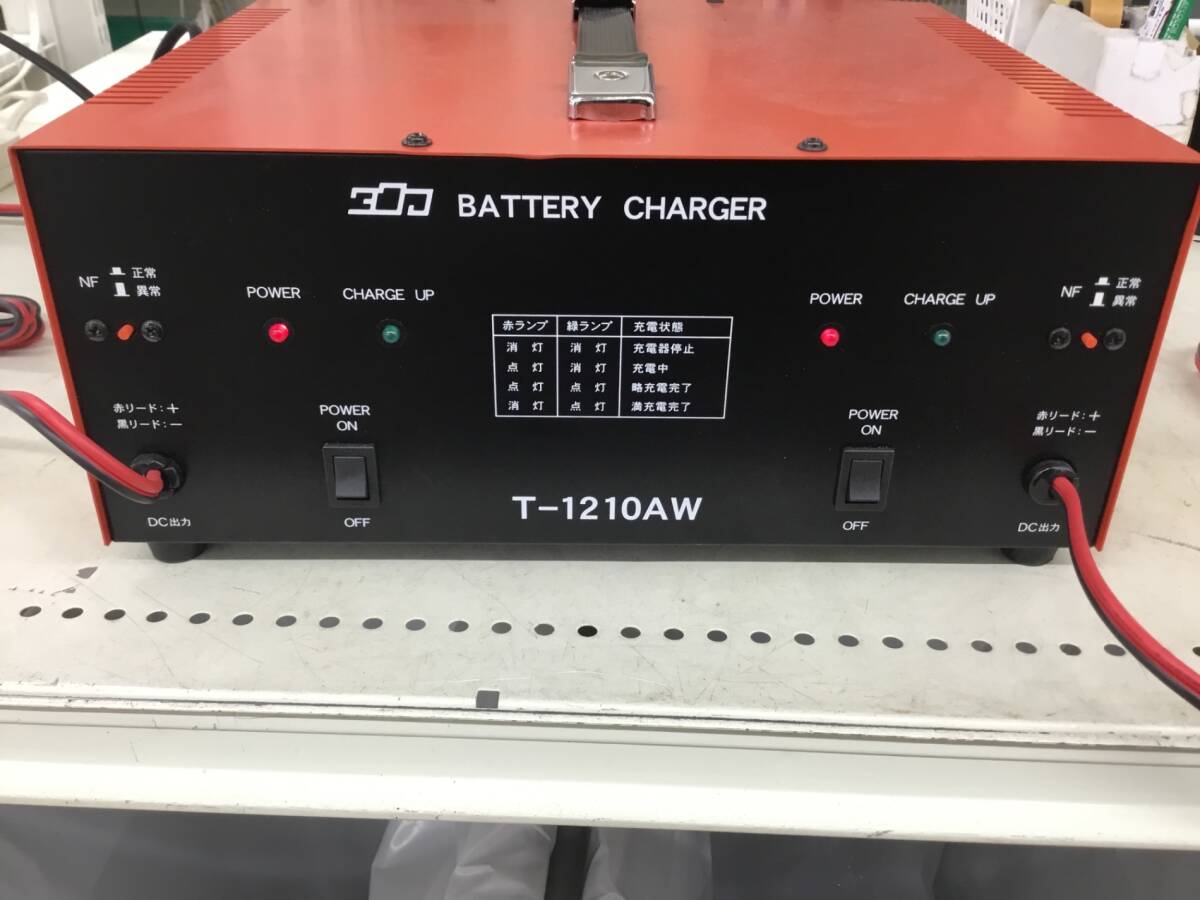 BATTERY CHARGER
NF 正常
異常
POWER CHARGE UP
赤リード：＋
黒リード：－
DC出力
POWER
ON
OFF
赤ランプ 緑ランプ 充電状態
消 灯 消 灯 充電器停止
点 灯 消 灯 充電中
点 灯 点 灯 略充電完了
消 灯 点 灯 満充電完了
T-1210AW
POWER CHARGE UP
NF 正常
異常
POWER
ON
OFF
赤リード：＋
黒リード：－
DC出力